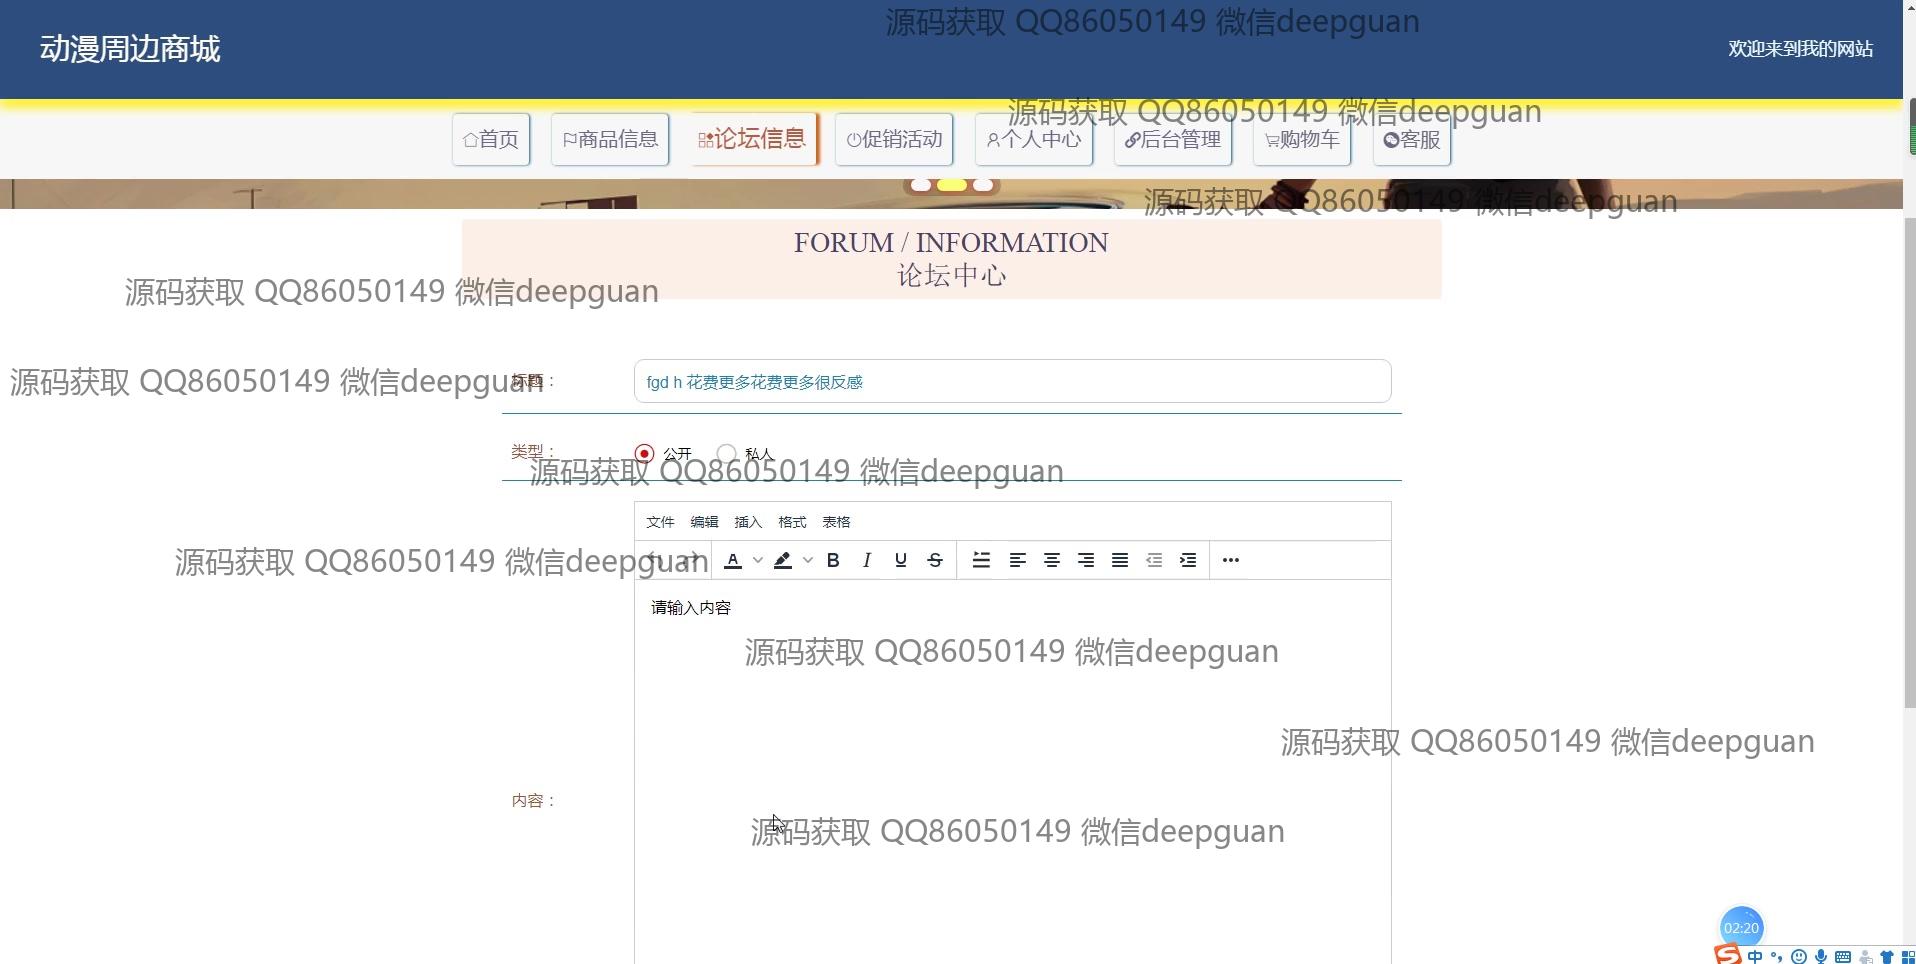 源码获取 QQ86050149 微信deepguan
动漫周边商城
欢迎来到我的网站
源码获取 QQ86050149 微信deepguan
首页 商品信息 论坛信息 促销活动 个人中心 后台管理 购物车 客服
源码获取 QQ86050149 微信deepguan
FORUM / INFORMATION
论坛中心
源码获取 QQ86050149 微信deepguan
标题：
fgd h 花费更多花费更多很反感
源码获取 QQ86050149 微信deepguan
类型： 公开 私人
源码获取 QQ86050149 微信deepguan
文件 编辑 插入 格式 表格
源码获取 QQ86050149 微信deepguan
A B I U S
请输入内容
源码获取 QQ86050149 微信deepguan
源码获取 QQ86050149 微信deepguan
内容：
源码获取 QQ86050149 微信deepguan
02:20
S 中